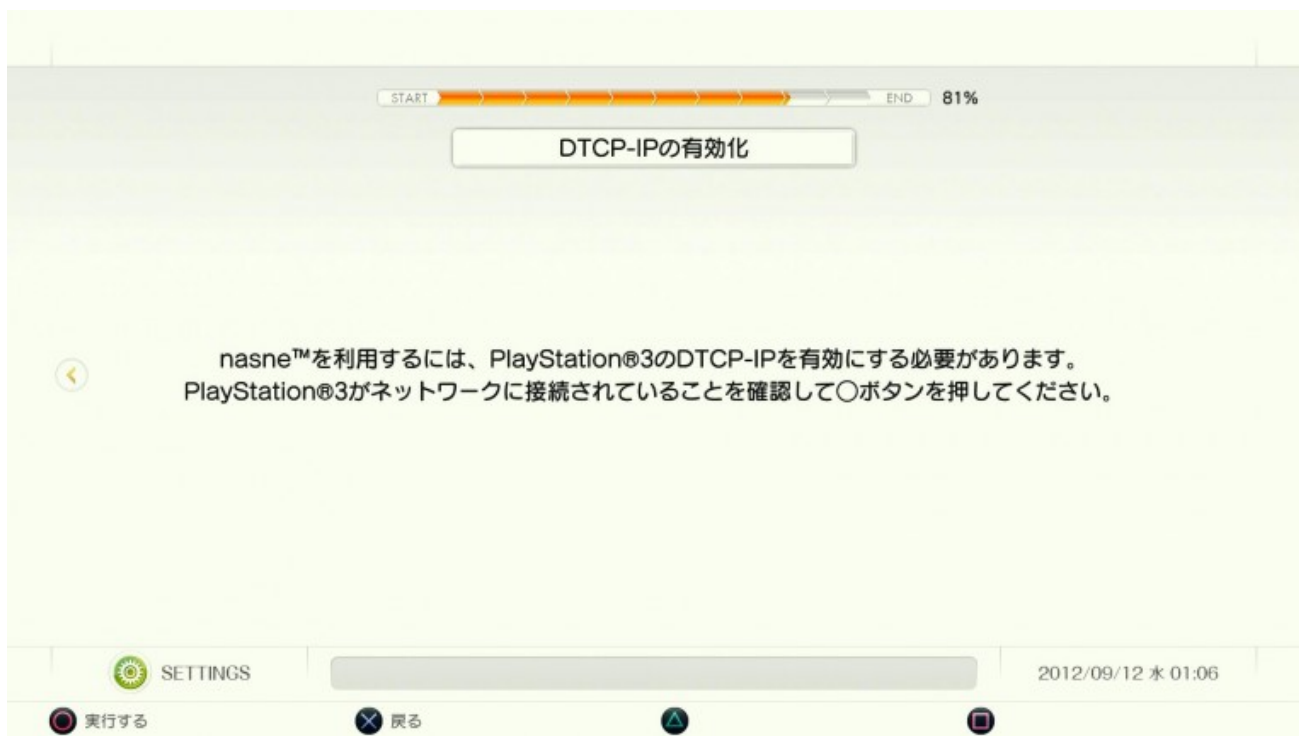 START END 81%
DTCP-IPの有効化
nasne™を利用するには、PlayStation®3のDTCP-IPを有効にする必要があります。
PlayStation®3がネットワークに接続されていることを確認して○ボタンを押してください。
SETTINGS 2012/09/12 水 01:06
実行する 戻る